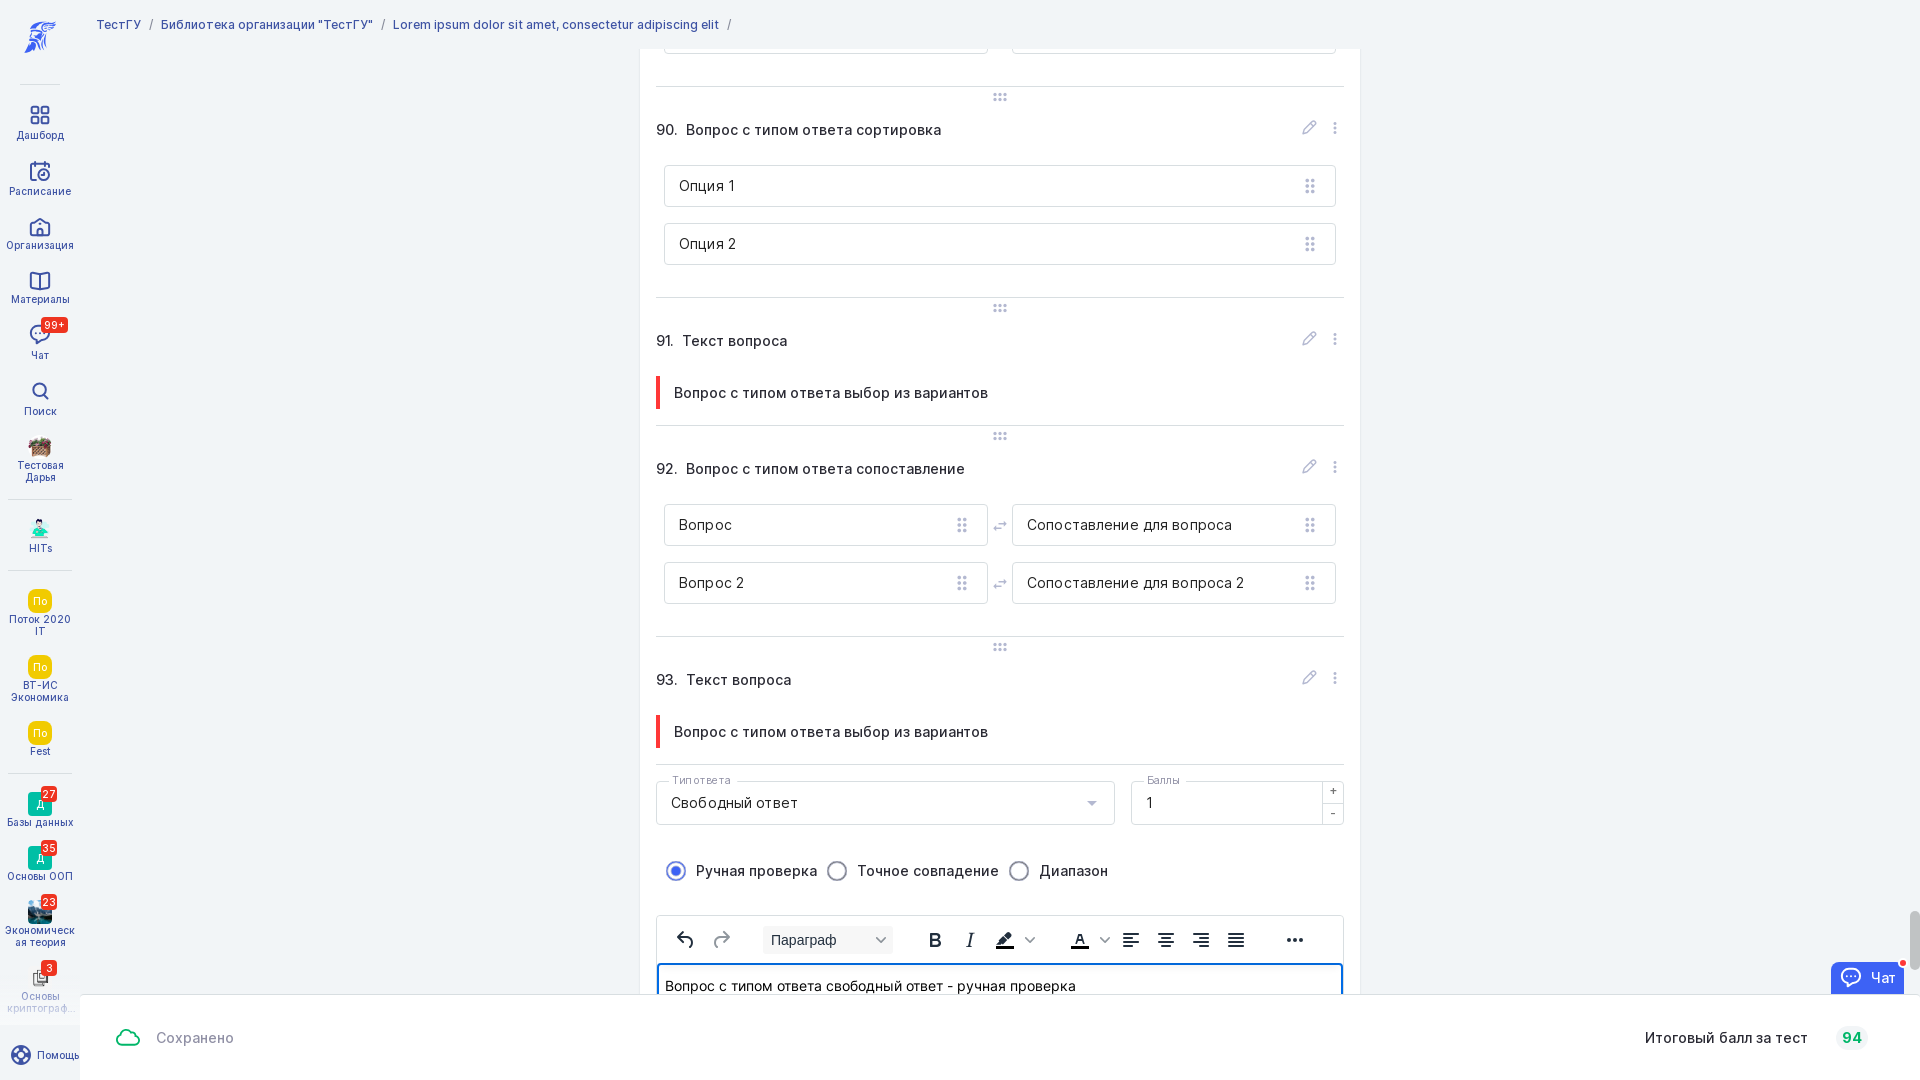 ТестГУ / Библиотека организации "ТестГУ" / Lorem ipsum dolor sit amet, consectetur adipiscing elit /
Дашборд
Расписание
Организация
Материалы
99+
Чат
Поиск
Тестовая
Дарья
HITs
По
Поток 2020
IT
По
ВТ-ИС
Экономика
По
Fest
27
Д
Базы данных
35
Д
Основы ООП
23
Экономическ
ая теория
3
Основы
криптограф...
Помощь
90. Вопрос с типом ответа сортировка
Опция 1
Опция 2
91. Текст вопроса
Вопрос с типом ответа выбор из вариантов
92. Вопрос с типом ответа сопоставление
Вопрос
Сопоставление для вопроса
Вопрос 2
Сопоставление для вопроса 2
93. Текст вопроса
Вопрос с типом ответа выбор из вариантов
Тип ответа
Свободный ответ
Баллы
1
+
-
Ручная проверка
Точное совпадение
Диапазон
Параграф
B
I
A
Вопрос с типом ответа свободный ответ - ручная проверка
Чат
Сохранено
Итоговый балл за тест 94